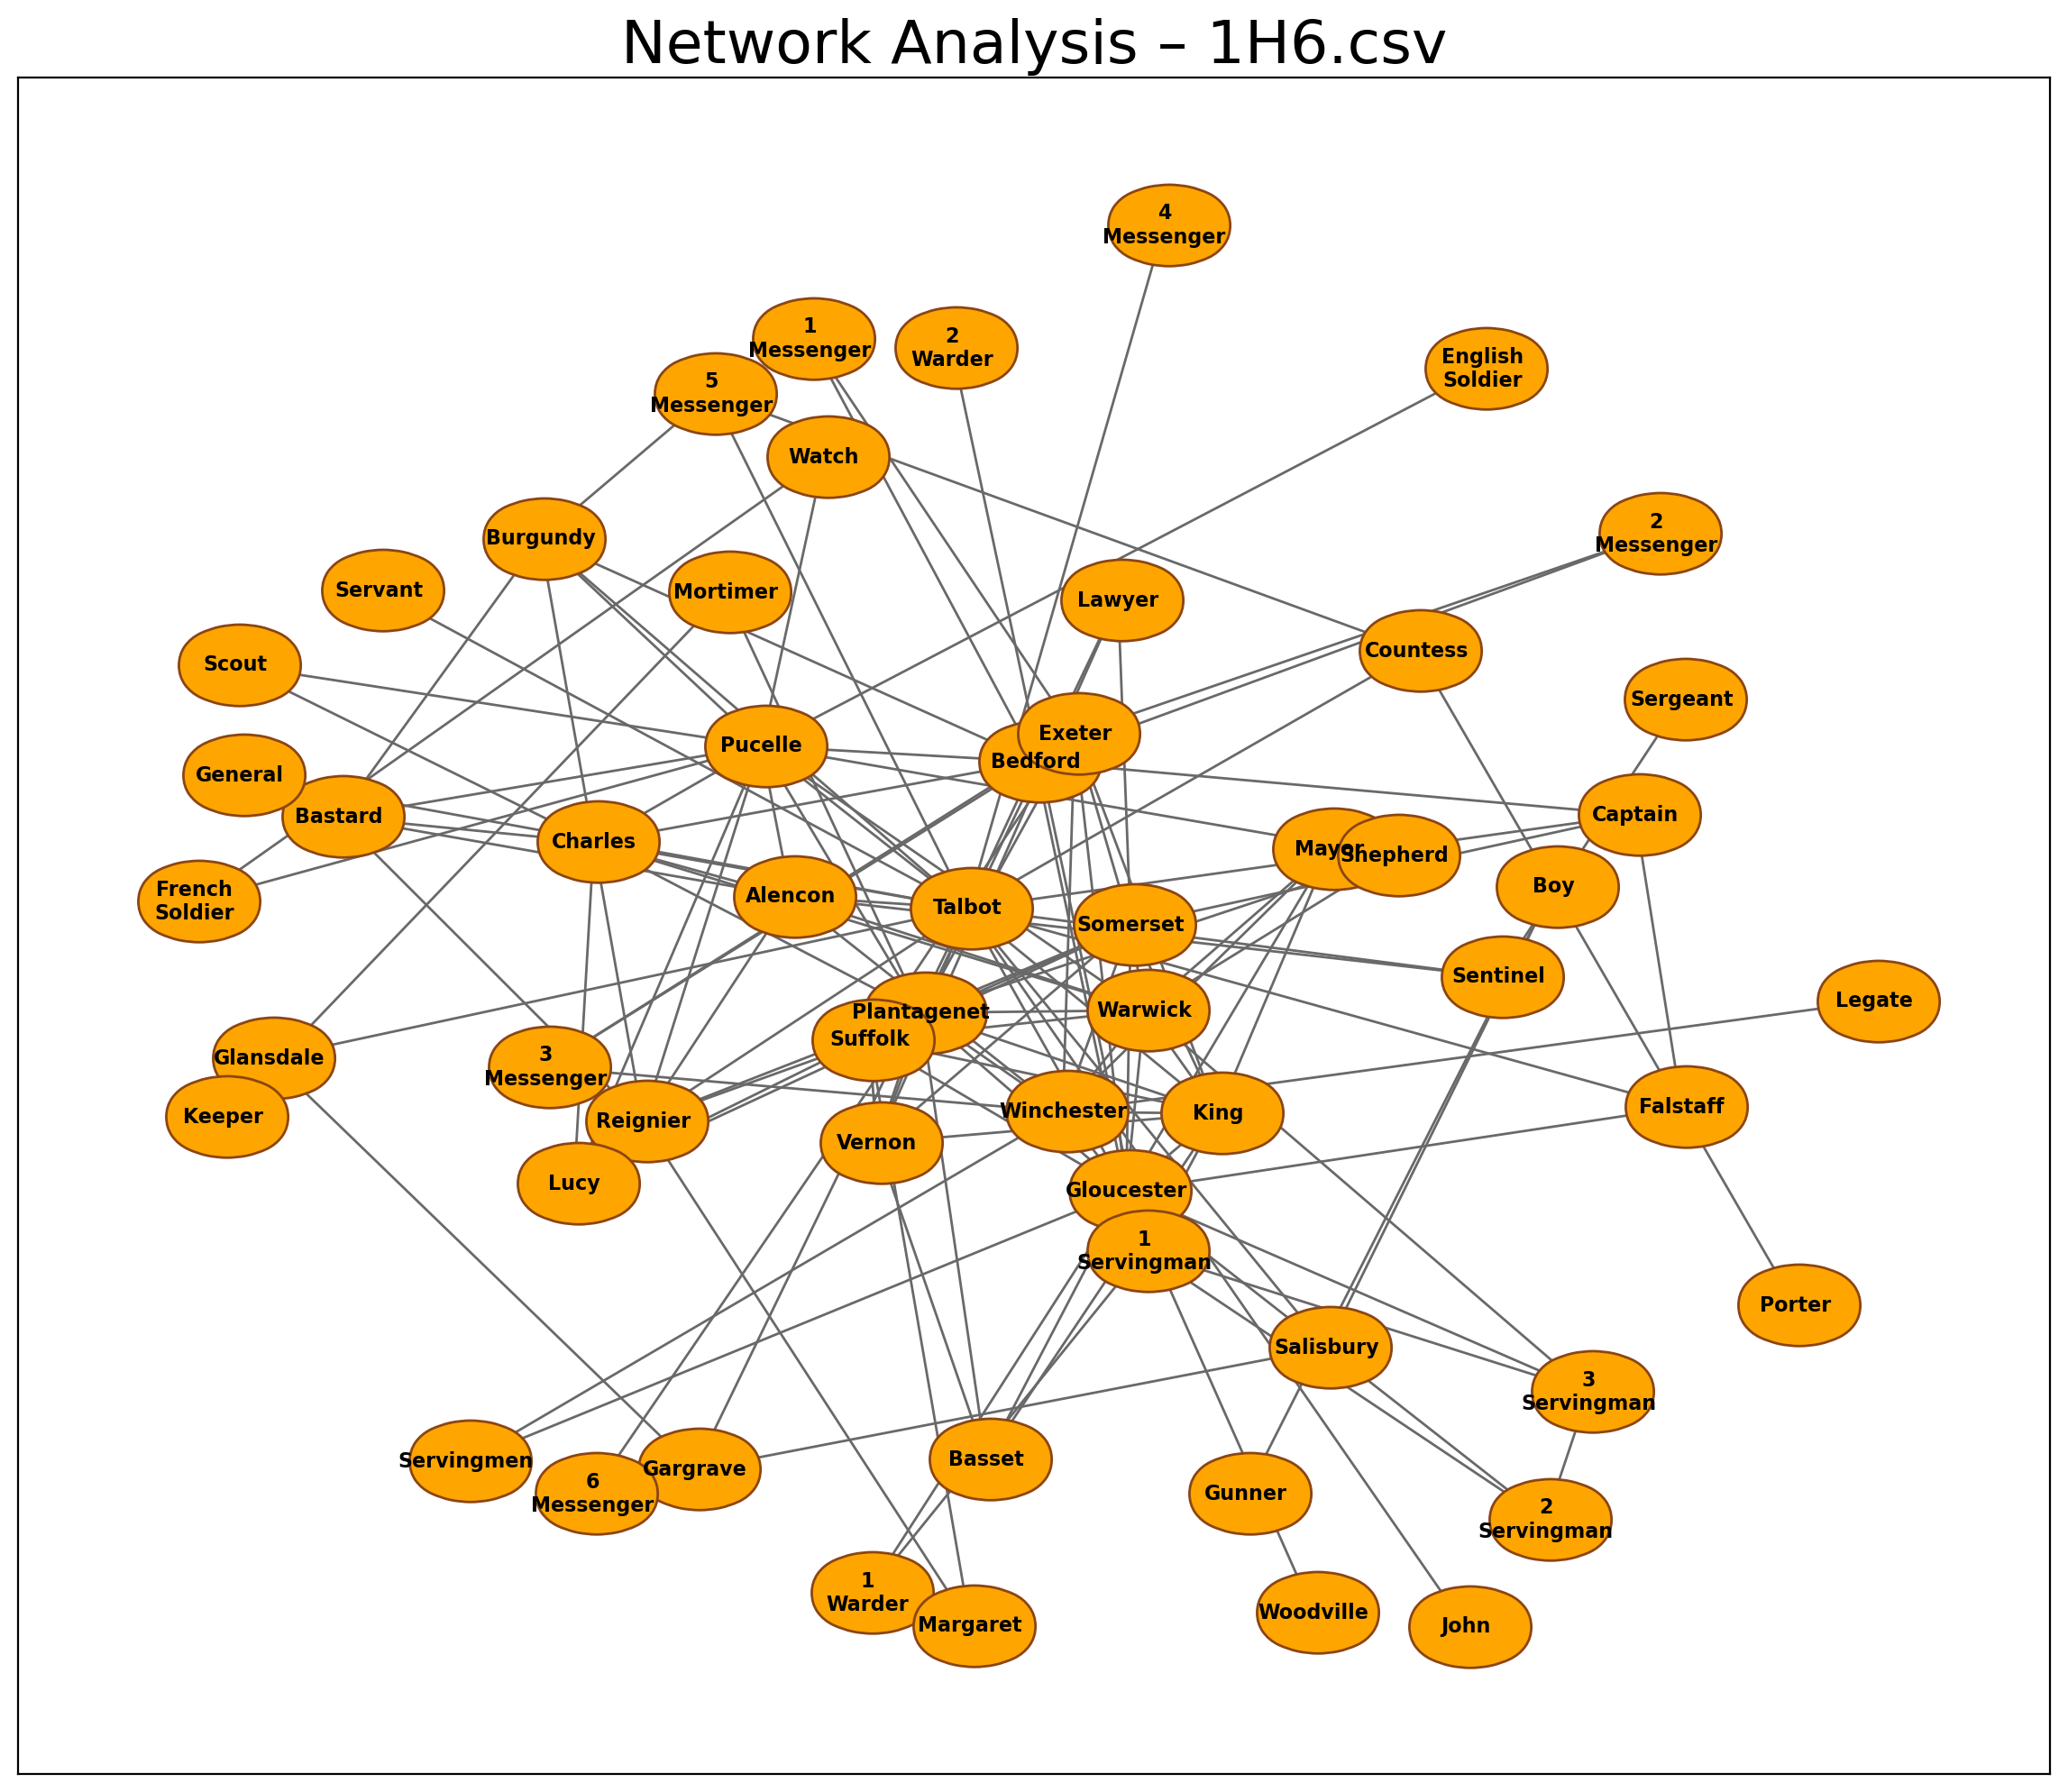 Network Analysis – 1H6.csv
4
Messenger
1
Messenger
2
Warder
English
Soldier
5
Messenger
Watch
Burgundy
2
Messenger
Servant
Mortimer
Lawyer
Countess
Scout
Sergeant
Exeter
Pucelle
Bedford
General
Bastard
Captain
Charles
Mayor
Shepherd
Boy
French
Soldier
Alencon
Talbot
Somerset
Sentinel
Legate
Plantagenet
Warwick
Suffolk
Glansdale
3
Messenger
Keeper
Reignier
Winchester
King
Falstaff
Vernon
Lucy
Gloucester
1
Servingman
Porter
Salisbury
3
Servingman
Servingmen
Gargrave
6
Messenger
Basset
Gunner
2
Servingman
1
Warder
Margaret
Woodville
John